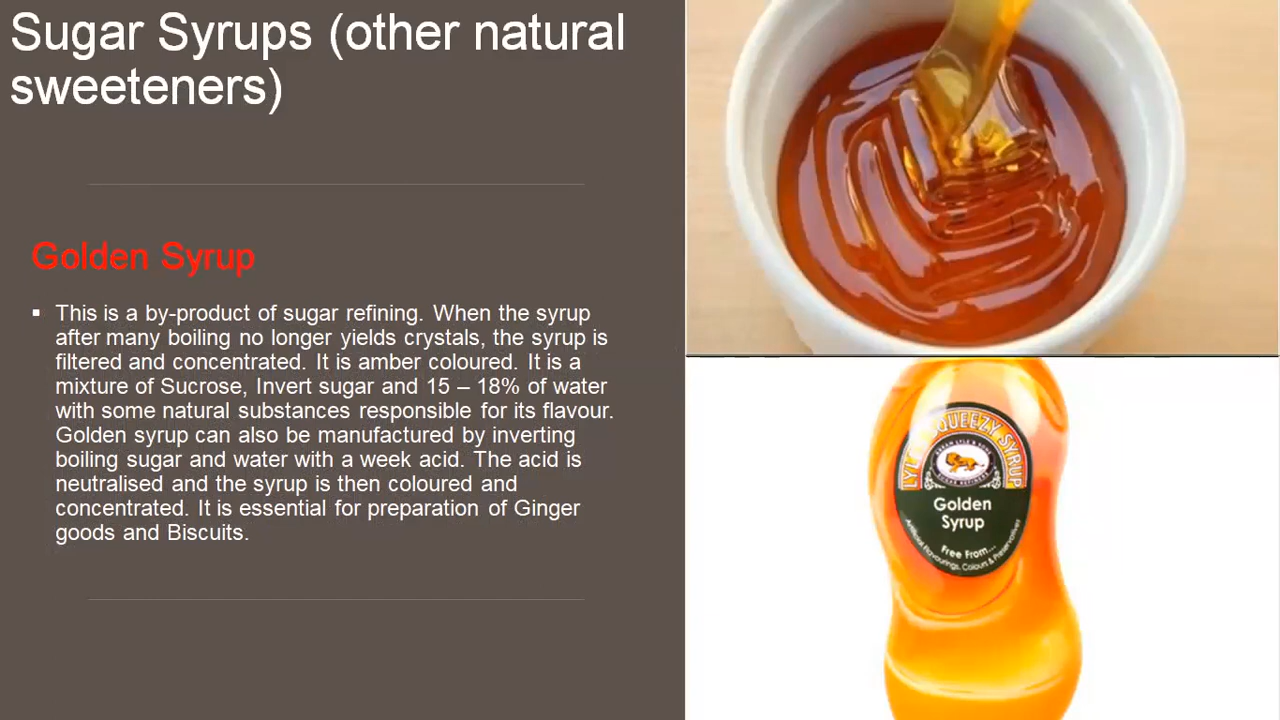 Sugar Syrups (other natural
sweeteners)
Golden Syrup
▪ This is a by-product of sugar refining. When the syrup
after many boiling no longer yields crystals, the syrup is
filtered and concentrated. It is amber coloured. It is a
mixture of Sucrose, Invert sugar and 15 – 18% of water
with some natural substances responsible for its flavour.
Golden syrup can also be manufactured by inverting
boiling sugar and water with a week acid. The acid is
neutralised and the syrup is then coloured and
concentrated. It is essential for preparation of Ginger
goods and Biscuits.
SQUEEZY SYRUP
Golden
Syrup
Free From...
Artificial Flavourings, Colours & Preservatives